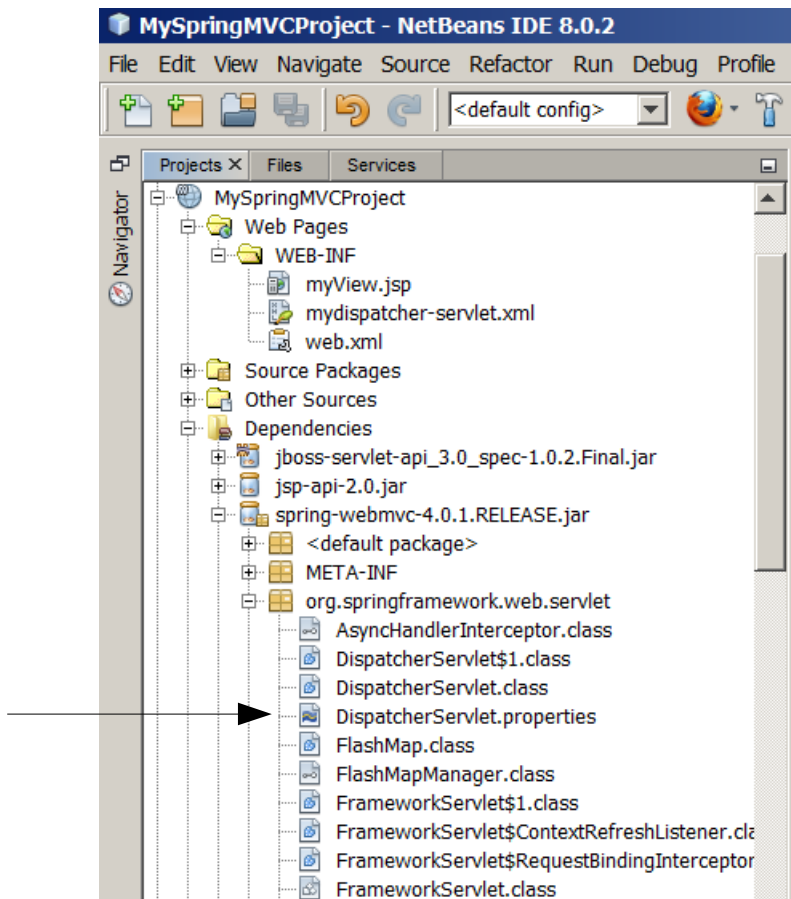 MySpringMVCProject - NetBeans IDE 8.0.2
File Edit View Navigate Source Refactor Run Debug Profile
<default config>
Projects Files Services
Navigator
MySpringMVCProject
Web Pages
WEB-INF
myView.jsp
mydispatcher-servlet.xml
web.xml
Source Packages
Other Sources
Dependencies
jboss-servlet-api_3.0_spec-1.0.2.Final.jar
jsp-api-2.0.jar
spring-webmvc-4.0.1.RELEASE.jar
<default package>
META-INF
org.springframework.web.servlet
AsyncHandlerInterceptor.class
DispatcherServlet$1.class
DispatcherServlet.class
DispatcherServlet.properties
FlashMap.class
FlashMapManager.class
FrameworkServlet$1.class
FrameworkServlet$ContextRefreshListener.cla
FrameworkServlet$RequestBindingInterceptor
FrameworkServlet.class